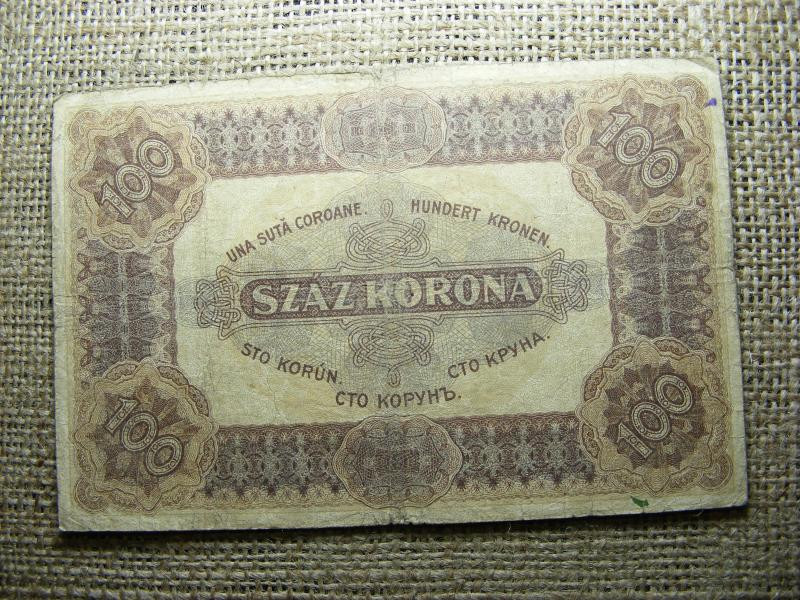 100
100
UNA SUTĂ COROANE.
HUNDERT KRONEN.
SZÁZ KORONA
STO KORÚN.
СТО КРУНА.
СТО КОРУНЪ.
100
100